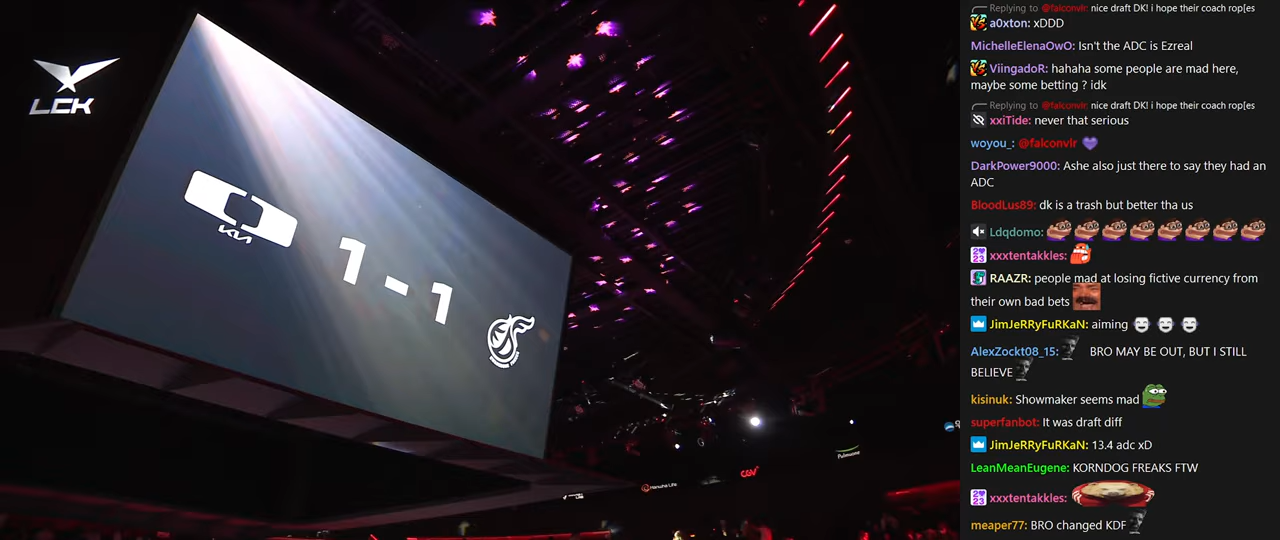 LCK
KIA
1 - 1
Hanwha Life
CGV
Pulmuone
Replying to @falconvlr: nice draft DK! i hope their coach rop[es
a0xton: xDDD
MichelleElenaOwO: Isn't the ADC is Ezreal
ViingadoR: hahaha some people are mad here,
maybe some betting ? idk
Replying to @falconvlr: nice draft DK! i hope their coach rop[es
xxiTide: never that serious
woyou_: @falconvlr
DarkPower9000: Ashe also just there to say they had an
ADC
BloodLus89: dk is a trash but better tha us
Ldqdomo:
xxxtentakkles:
RAAZR: people mad at losing fictive currency from
their own bad bets
JimJeRRyFuRKaN: aiming
AlexZockt08_15: BRO MAY BE OUT, BUT I STILL
BELIEVE
kisinuk: Showmaker seems mad
superfanbot: It was draft diff
JimJeRRyFuRKaN: 13.4 adc xD
LeanMeanEugene: KORNDOG FREAKS FTW
xxxtentakkles:
meaper77: BRO changed KDF